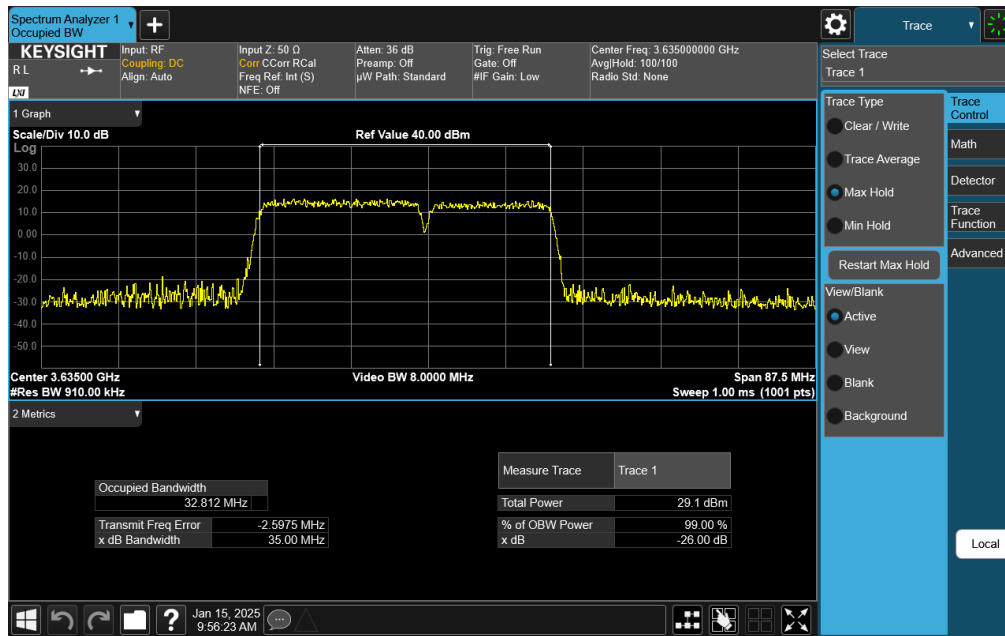 Spectrum Analyzer 1
Occupied BW
Trace
KEYSIGHT
R L
LXI
Input: RF
Coupling: DC
Align: Auto
Input Z: 50 Ω
Corr CCorr RCal
Freq Ref: Int (S)
NFE: Off
Atten: 36 dB
Preamp: Off
µW Path: Standard
Trig: Free Run
Gate: Off
#IF Gain: Low
Center Freq: 3.635000000 GHz
Avg|Hold: 100/100
Radio Std: None
Select Trace
Trace 1
1 Graph
Scale/Div 10.0 dB
Ref Value 40.00 dBm
Log
30.0
20.0
10.0
0.00
-10.0
-20.0
-30.0
-40.0
-50.0
Center 3.63500 GHz
Video BW 8.0000 MHz
Span 87.5 MHz
#Res BW 910.00 kHz
Sweep 1.00 ms (1001 pts)
Trace Type
Clear / Write
Trace Average
Max Hold
Min Hold
Restart Max Hold
View/Blank
Active
View
Blank
Background
Trace
Control
Math
Detector
Trace
Function
Advanced
2 Metrics
Occupied Bandwidth
32.812 MHz
Transmit Freq Error -2.5975 MHz
x dB Bandwidth 35.00 MHz
Measure Trace Trace 1
Total Power 29.1 dBm
% of OBW Power 99.00 %
x dB -26.00 dB
Local
Jan 15, 2025
9:56:23 AM